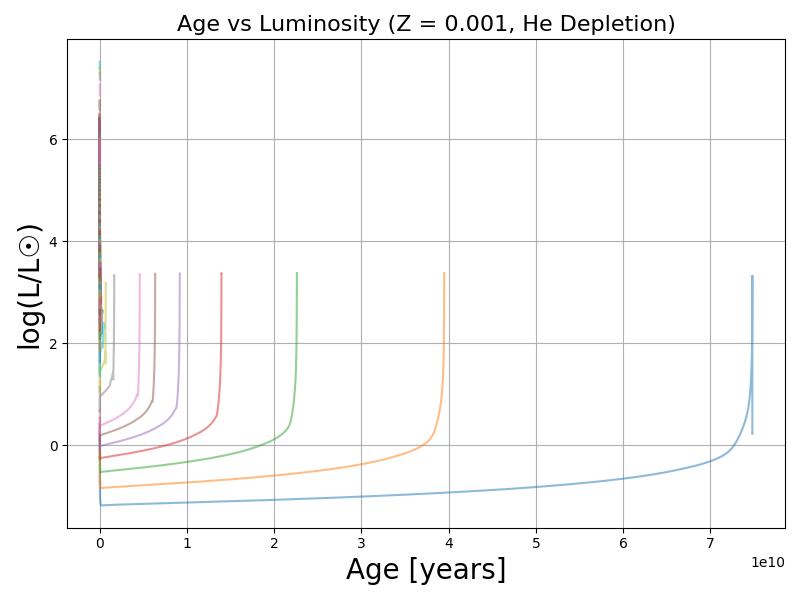 Age vs Luminosity (Z = 0.001, He Depletion)
log(L/L☉)
6
4
2
0
0 1 2 3 4 5 6 7
1e10
Age [years]